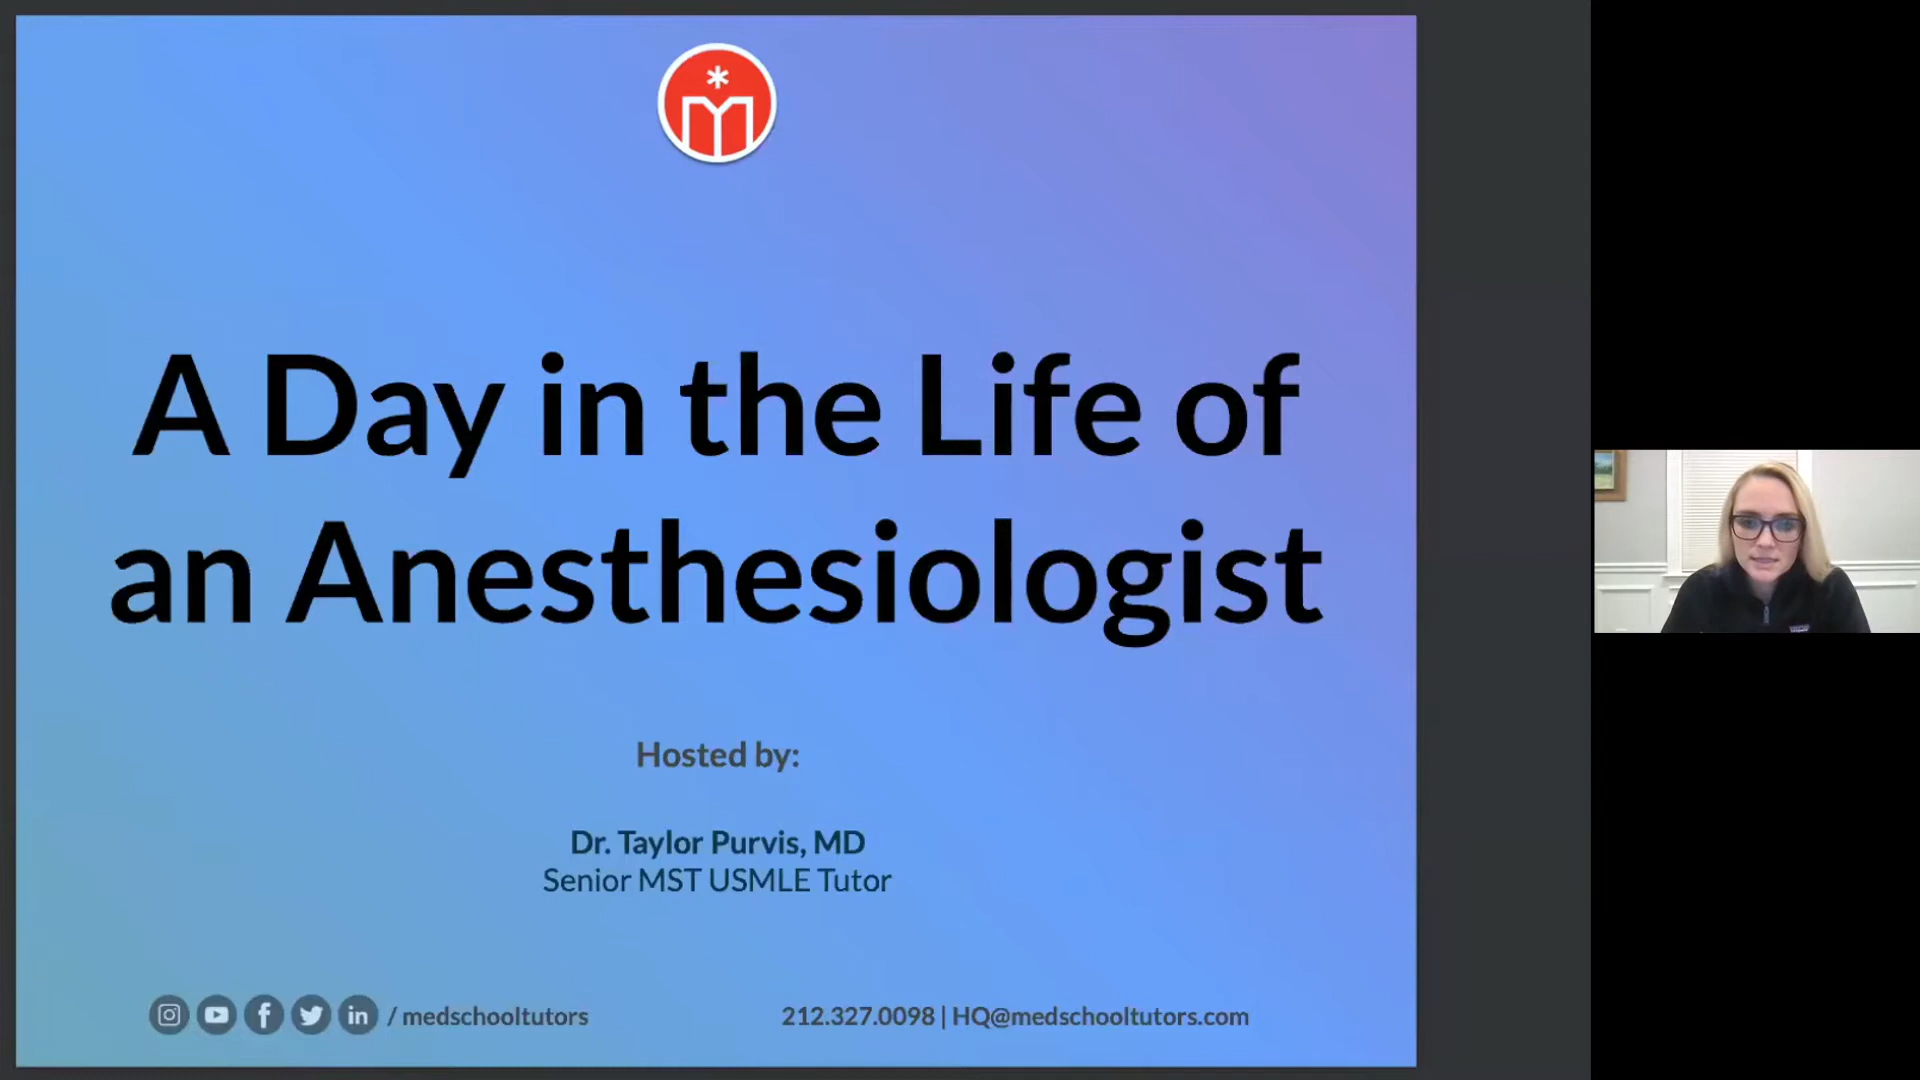 A Day in the Life of
an Anesthesiologist
Hosted by:
Dr. Taylor Purvis, MD
Senior MST USMLE Tutor
/ medschooltutors
212.327.0098 | HQ@medschooltutors.com